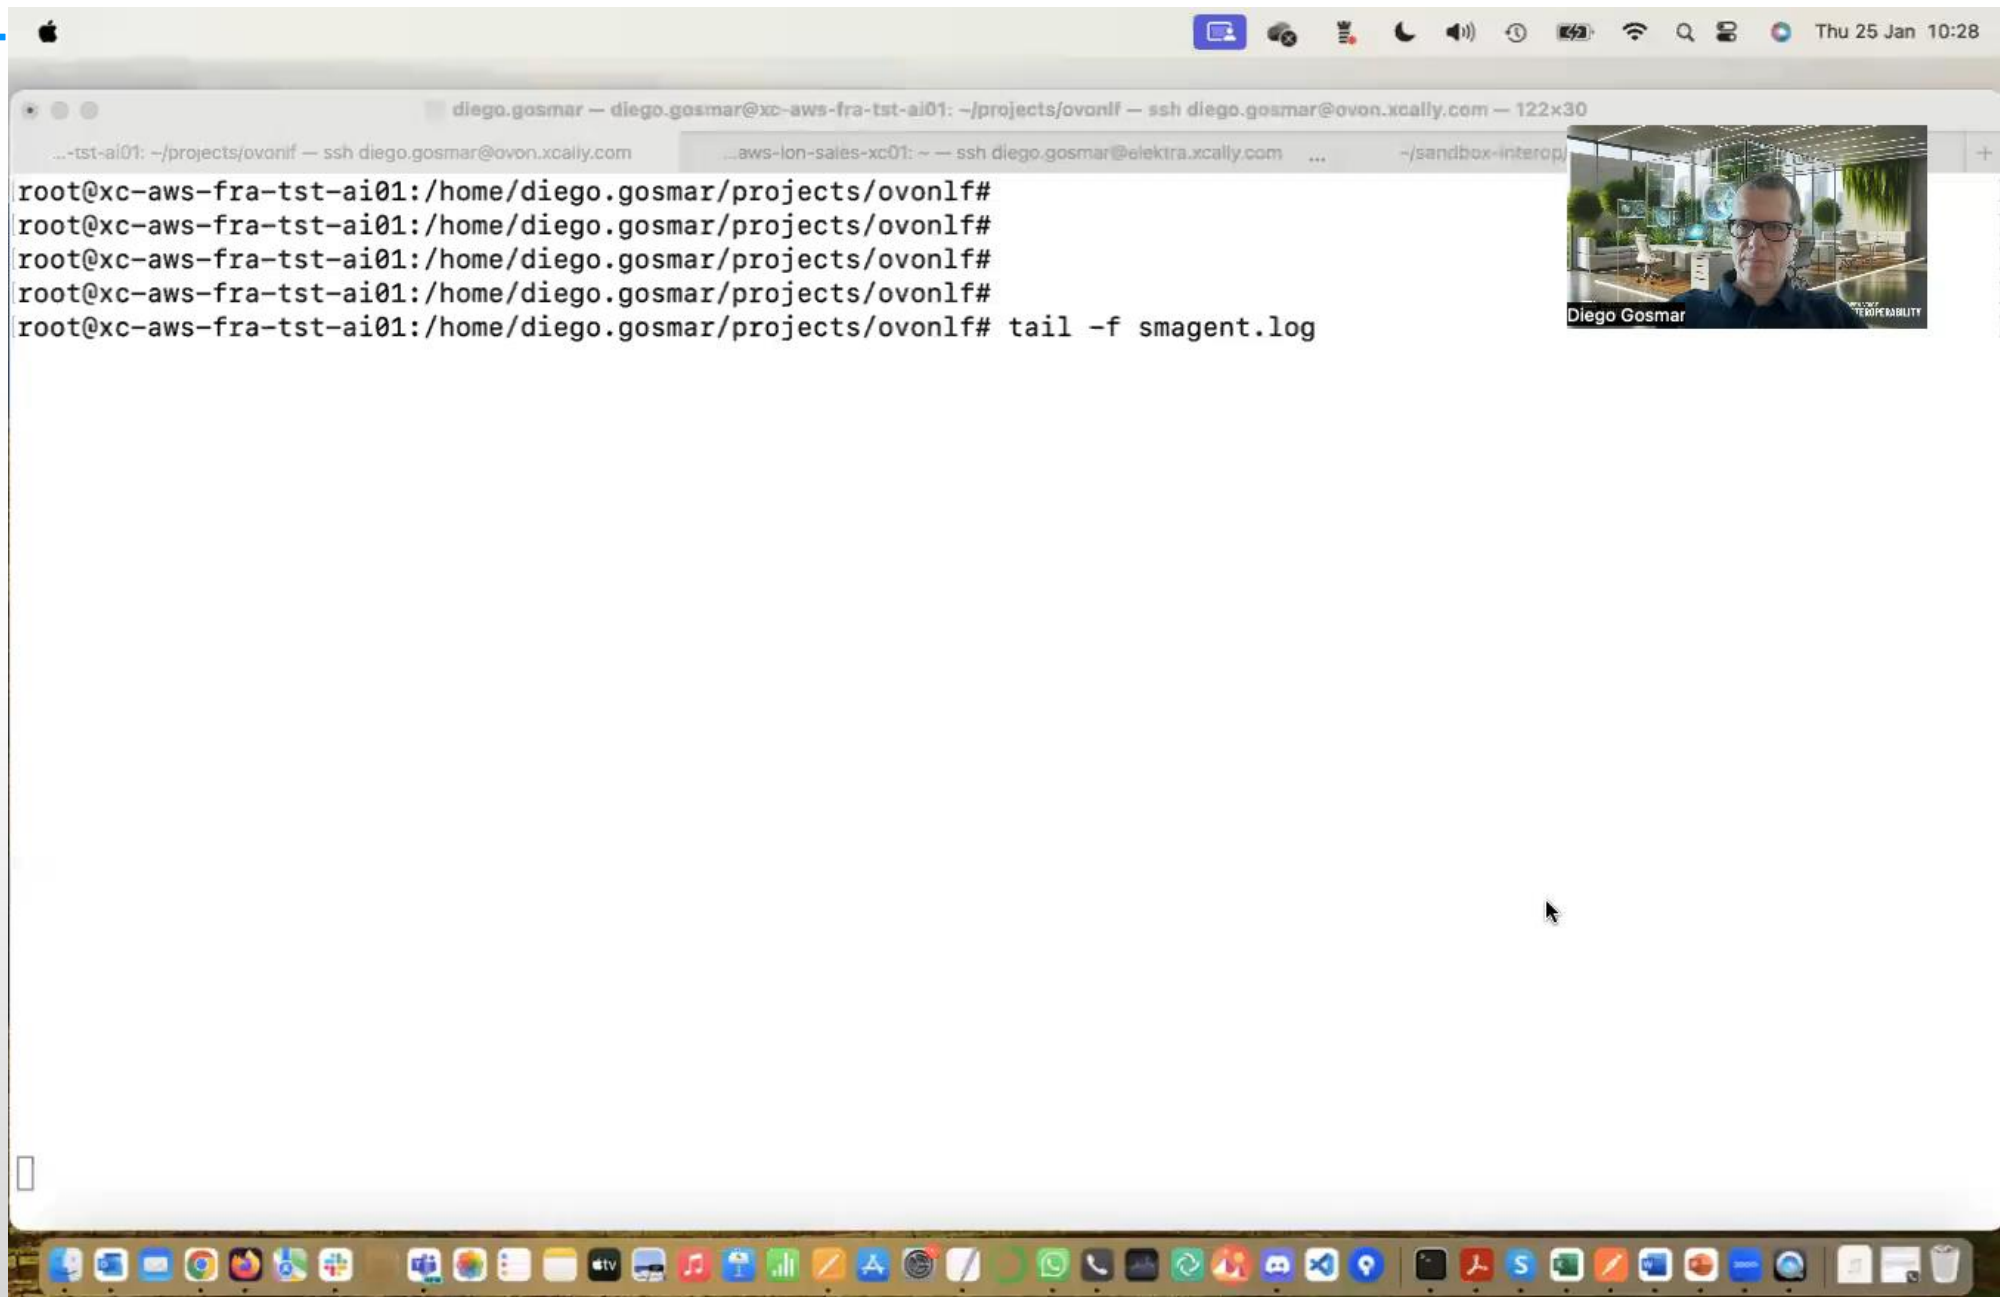 Thu 25 Jan 10:28
diego.gosmar — diego.gosmar@xc-aws-fra-tst-ai01: ~/projects/ovonlf — ssh diego.gosmar@ovon.xcally.com — 122×30
...-tst-ai01: ~/projects/ovonlf — ssh diego.gosmar@ovon.xcally.com
...aws-lon-sales-xc01: ~ — ssh diego.gosmar@elektra.xcally.com ...
~/sandbox-interop/
root@xc-aws-fra-tst-ai01:/home/diego.gosmar/projects/ovonlf#
root@xc-aws-fra-tst-ai01:/home/diego.gosmar/projects/ovonlf#
root@xc-aws-fra-tst-ai01:/home/diego.gosmar/projects/ovonlf#
root@xc-aws-fra-tst-ai01:/home/diego.gosmar/projects/ovonlf#
root@xc-aws-fra-tst-ai01:/home/diego.gosmar/projects/ovonlf# tail -f smagent.log
TEROPERABILITY
Diego Gosmar
tv